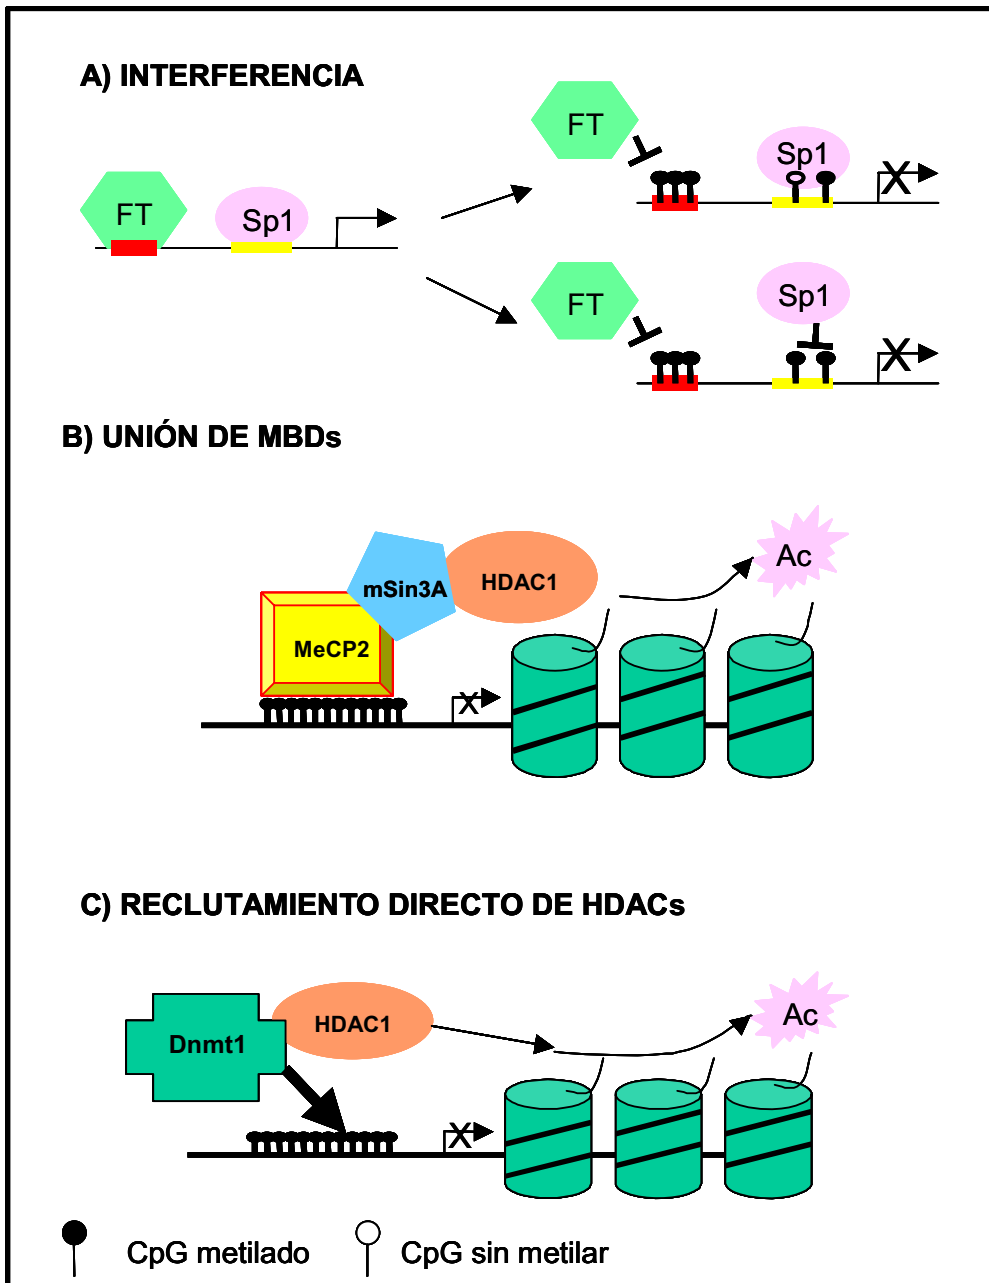 A) INTERFERENCIA
FT
Sp1
FT
Sp1
X
FT
Sp1
X
B) UNIÓN DE MBDs
MeCP2
mSin3A
HDAC1
Ac
X
C) RECLUTAMIENTO DIRECTO DE HDACs
Dnmt1
HDAC1
Ac
X
CpG metilado
CpG sin metilar